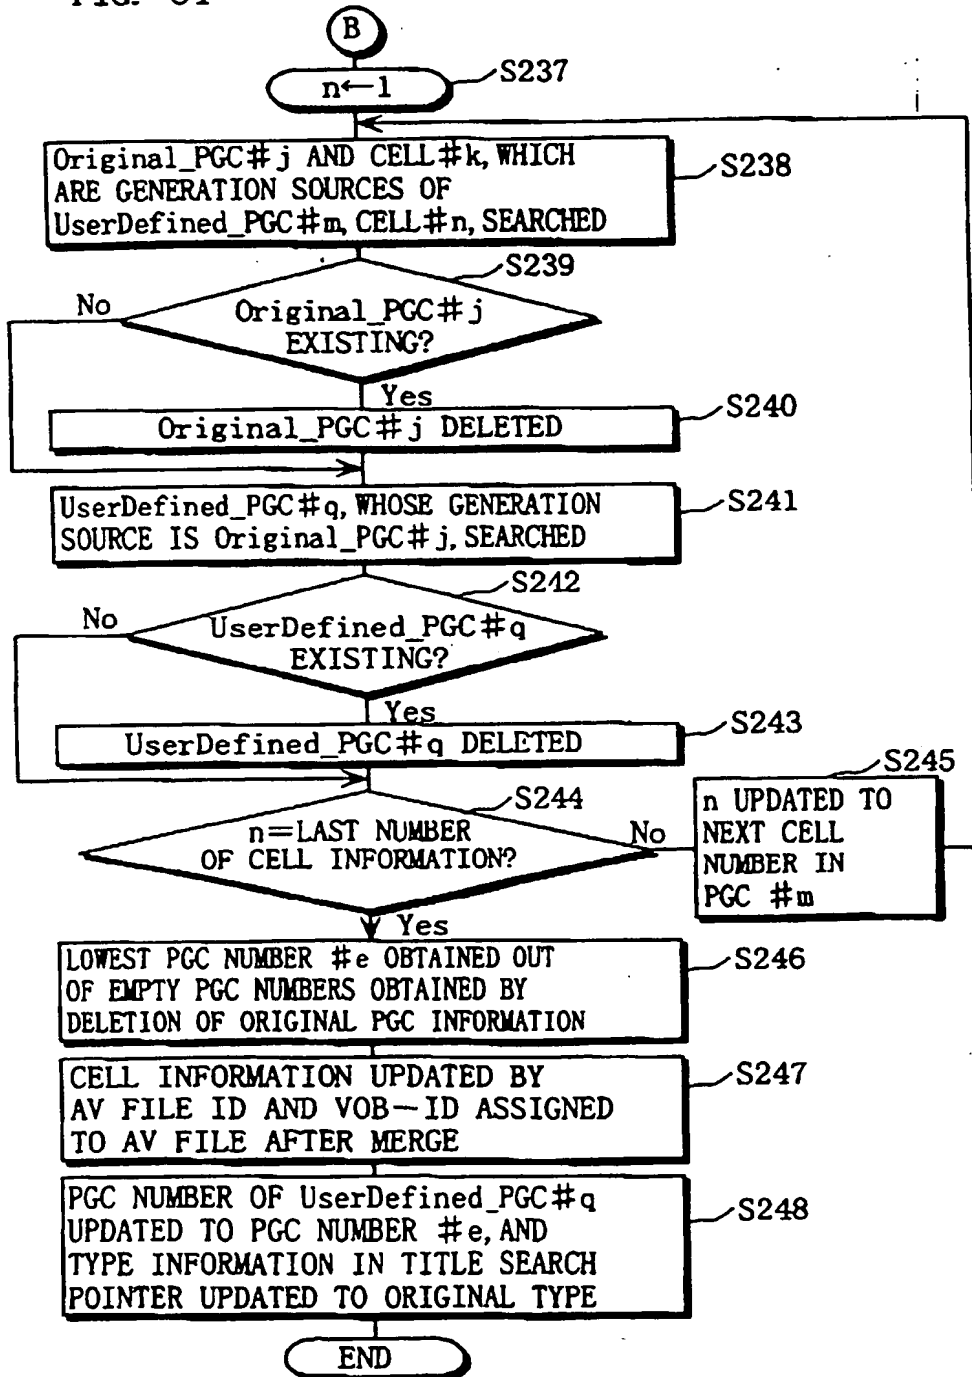 B
n←1
S237
Original_PGC#j AND CELL#k, WHICH
ARE GENERATION SOURCES OF
UserDefined_PGC#m, CELL#n, SEARCHED
S238
S239
No
Original_PGC#j
EXISTING?
Yes
S240
Original_PGC#j DELETED
UserDefined_PGC#q, WHOSE GENERATION
SOURCE IS Original_PGC#j, SEARCHED
S241
S242
No
UserDefined_PGC#q
EXISTING?
Yes
S243
UserDefined_PGC#q DELETED
S244
n=LAST NUMBER
OF CELL INFORMATION?
No
S245
n UPDATED TO
NEXT CELL
NUMBER IN
PGC #m
Yes
LOWEST PGC NUMBER #e OBTAINED OUT
OF EMPTY PGC NUMBERS OBTAINED BY
DELETION OF ORIGINAL PGC INFORMATION
S246
CELL INFORMATION UPDATED BY
AV FILE ID AND VOB-ID ASSIGNED
TO AV FILE AFTER MERGE
S247
PGC NUMBER OF UserDefined_PGC#q
UPDATED TO PGC NUMBER #e, AND
TYPE INFORMATION IN TITLE SEARCH
POINTER UPDATED TO ORIGINAL TYPE
S248
END